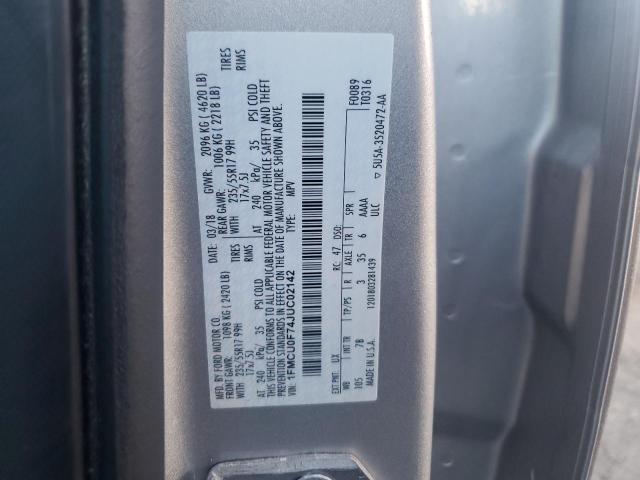 MFD. BY FORD MOTOR CO.
DATE: 03/18 GVWR: 2096 KG ( 4620 LB)
FRONT GAWR: 1098 KG ( 2420 LB) REAR GAWR: 1006 KG ( 2218 LB)
235/55R17 99H TIRES WITH 235/55R17 99H TIRES
17x7.5J RIMS 17x7.5J RIMS
AT 240 kPa/ 35 PSI COLD AT 240 kPa/ 35 PSI COLD
THIS VEHICLE CONFORMS TO ALL APPLICABLE FEDERAL MOTOR VEHICLE SAFETY AND THEFT
PREVENTION STANDARDS IN EFFECT ON THE DATE OF MANUFACTURE SHOWN ABOVE.
VIN: 1FMCU0F74JUC02142 TYPE: MPV
F0089
T0316
EXT PNT: UX RC: 47 DSO:
WB INT TR TP/PS R AXLE TR SPR
105 7B 3 35 6 AAAA
ULC
MADE IN U.S.A. 1201803281439
5U5A-3520472-AA